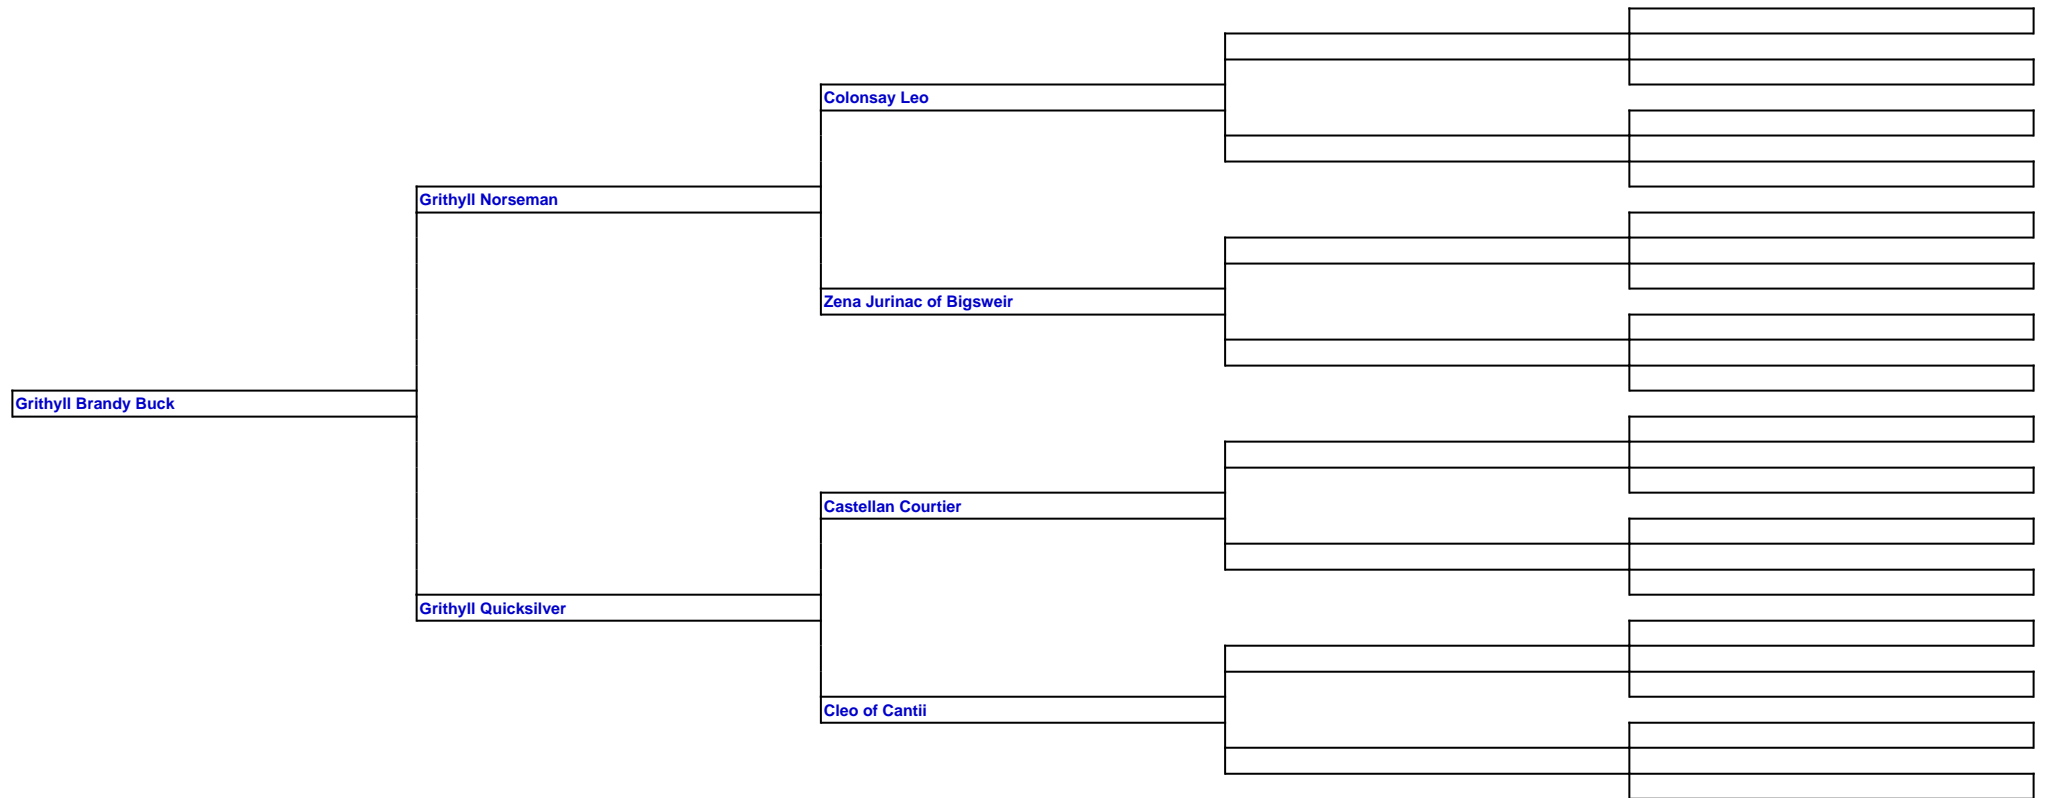 Colonsay Leo
Grithyll Norseman
Zena Jurinac of Bigsweir
Grithyll Brandy Buck
Castellan Courtier
Grithyll Quicksilver
Cleo of Cantii